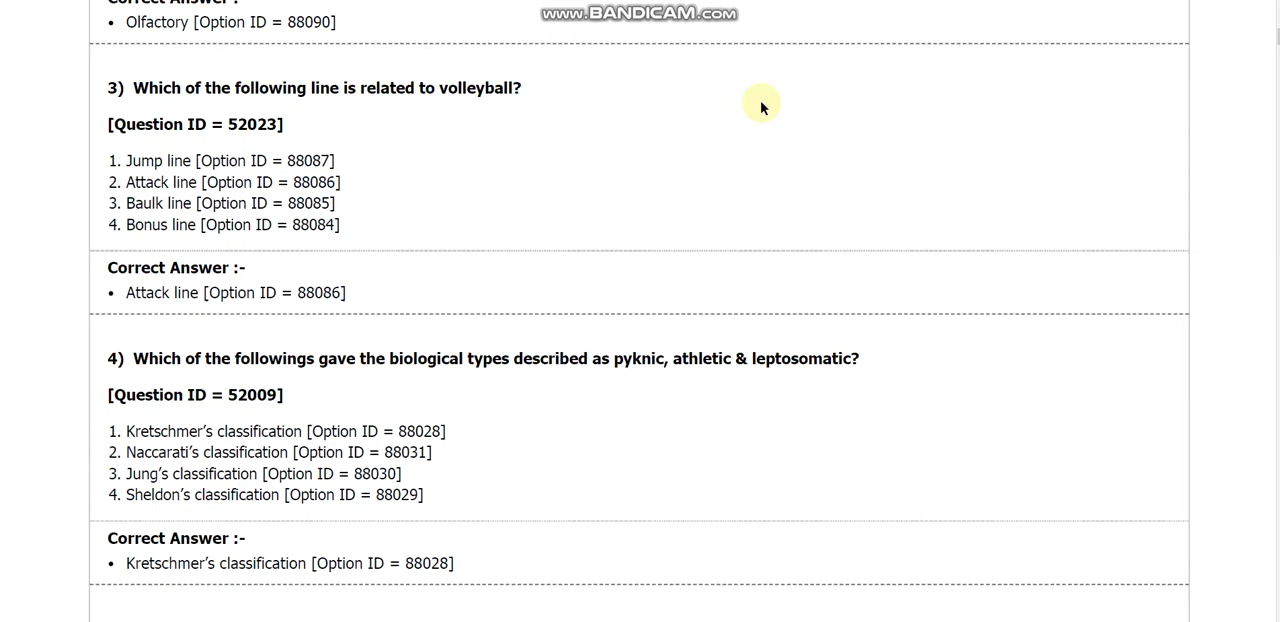 Correct Answer :-
www.BANDICAM.com
• Olfactory [Option ID = 88090]
3) Which of the following line is related to volleyball?
[Question ID = 52023]
1. Jump line [Option ID = 88087]
2. Attack line [Option ID = 88086]
3. Baulk line [Option ID = 88085]
4. Bonus line [Option ID = 88084]
Correct Answer :-
• Attack line [Option ID = 88086]
4) Which of the followings gave the biological types described as pyknic, athletic & leptosomatic?
[Question ID = 52009]
1. Kretschmer’s classification [Option ID = 88028]
2. Naccarati’s classification [Option ID = 88031]
3. Jung’s classification [Option ID = 88030]
4. Sheldon’s classification [Option ID = 88029]
Correct Answer :-
• Kretschmer’s classification [Option ID = 88028]